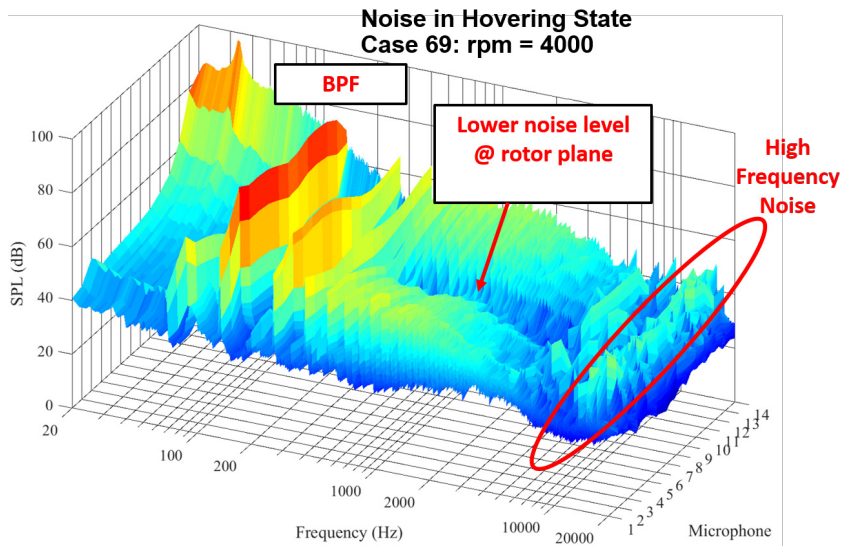 Noise in Hovering State
Case 69: rpm = 4000
BPF
Lower noise level
@ rotor plane
High
Frequency
Noise
100
80
60
40
20
0
SPL (dB)
20
100
200
1000
2000
10000
20000
Frequency (Hz)
1
2
3
4
5
6
7
8
9
10
11
12
13
14
Microphone